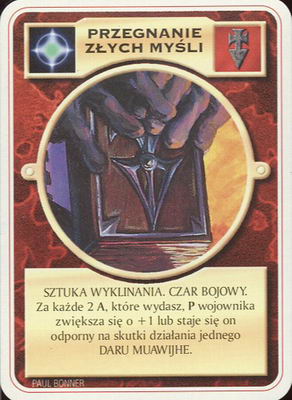 PRZEGNANIE
ZŁYCH MYŚLI
SZTUKA WYKLINANIA. CZAR BOJOWY.
Za każde 2 A, które wydasz, P wojownika
zwiększa się o +1 lub staje się on
odporny na skutki działania jednego
DARU MUAWIJHE.
PAUL BONNER